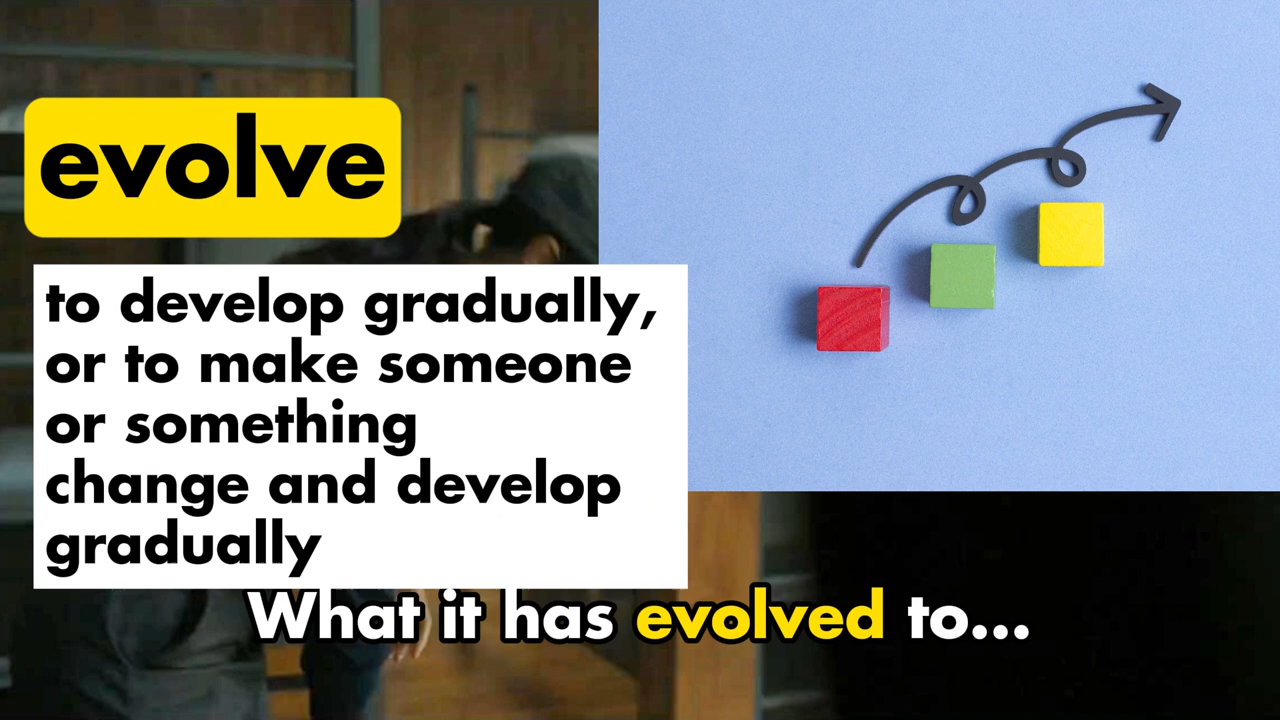 evolve
to develop gradually,
or to make someone
or something
change and develop
gradually
What it has evolved to...